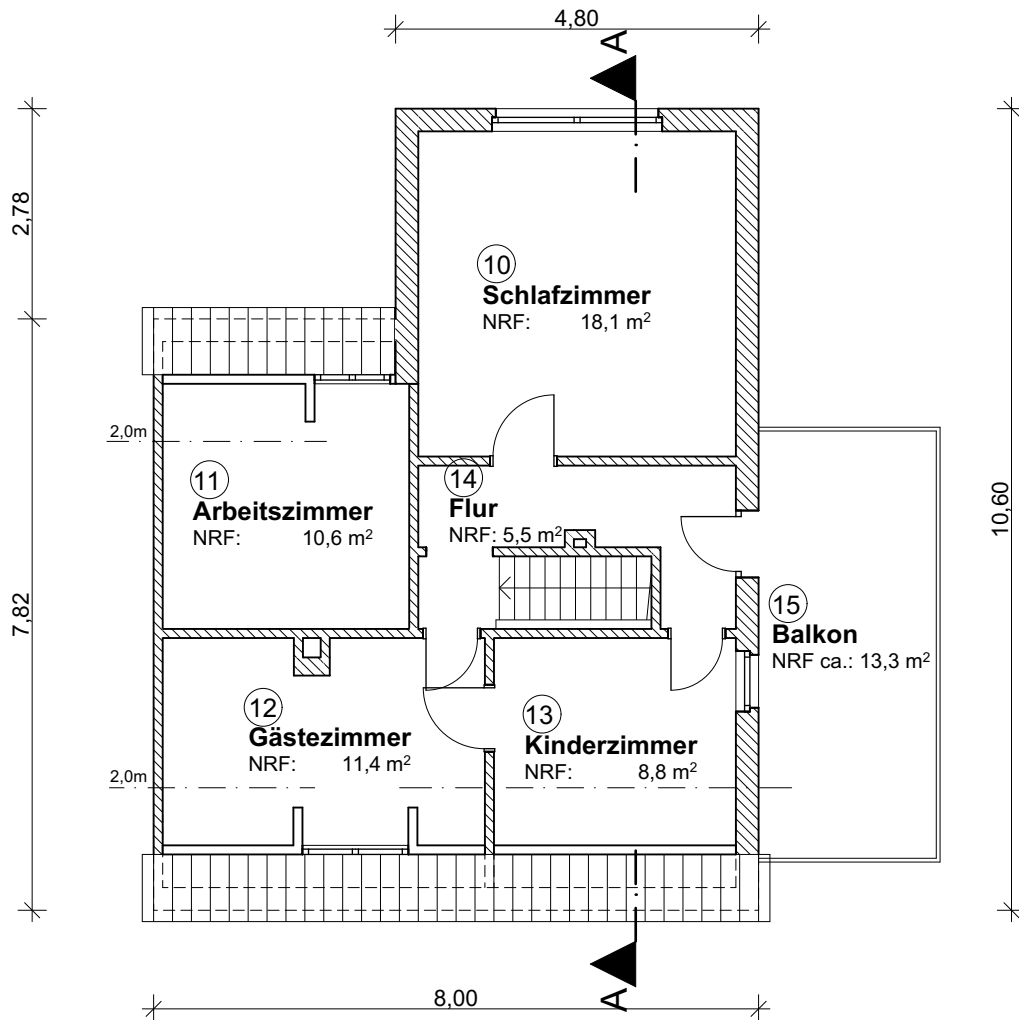 4,80
A
2,78
10
Schlafzimmer
NRF: 18,1 m²
2,0m
11
Arbeitszimmer
NRF: 10,6 m²
14
Flur
NRF: 5,5 m²
10,60
7,82
15
Balkon
NRF ca.: 13,3 m²
12
Gästezimmer
NRF: 11,4 m²
13
Kinderzimmer
NRF: 8,8 m²
2,0m
8,00
A